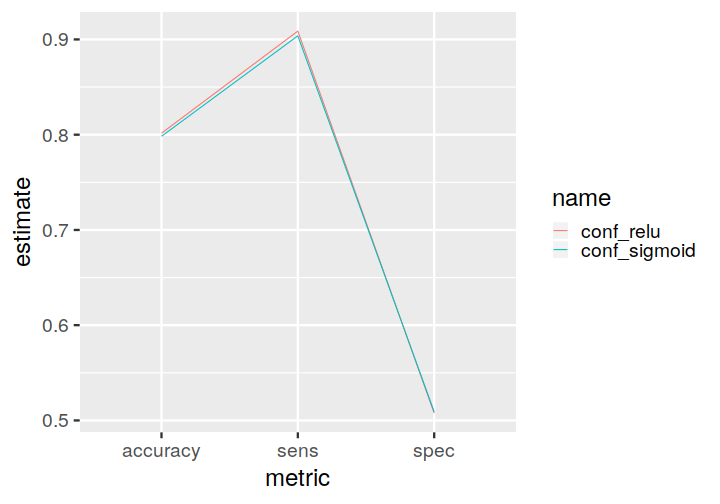 0.9
0.8
0.7
0.6
0.5
estimate
accuracy sens spec
metric
name
conf_relu
conf_sigmoid